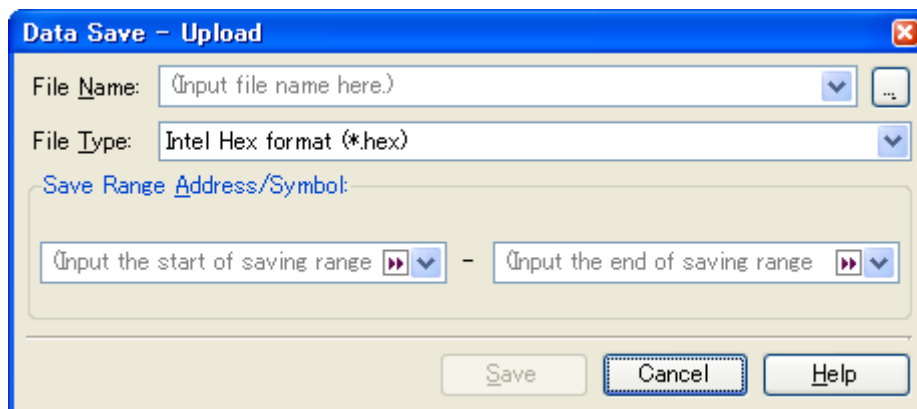 Data Save - Upload
File Name: (Input file name here.) ...
File Type: Intel Hex format (*.hex)
Save Range Address/Symbol:
(Input the start of saving range - (Input the end of saving range
Save Cancel Help